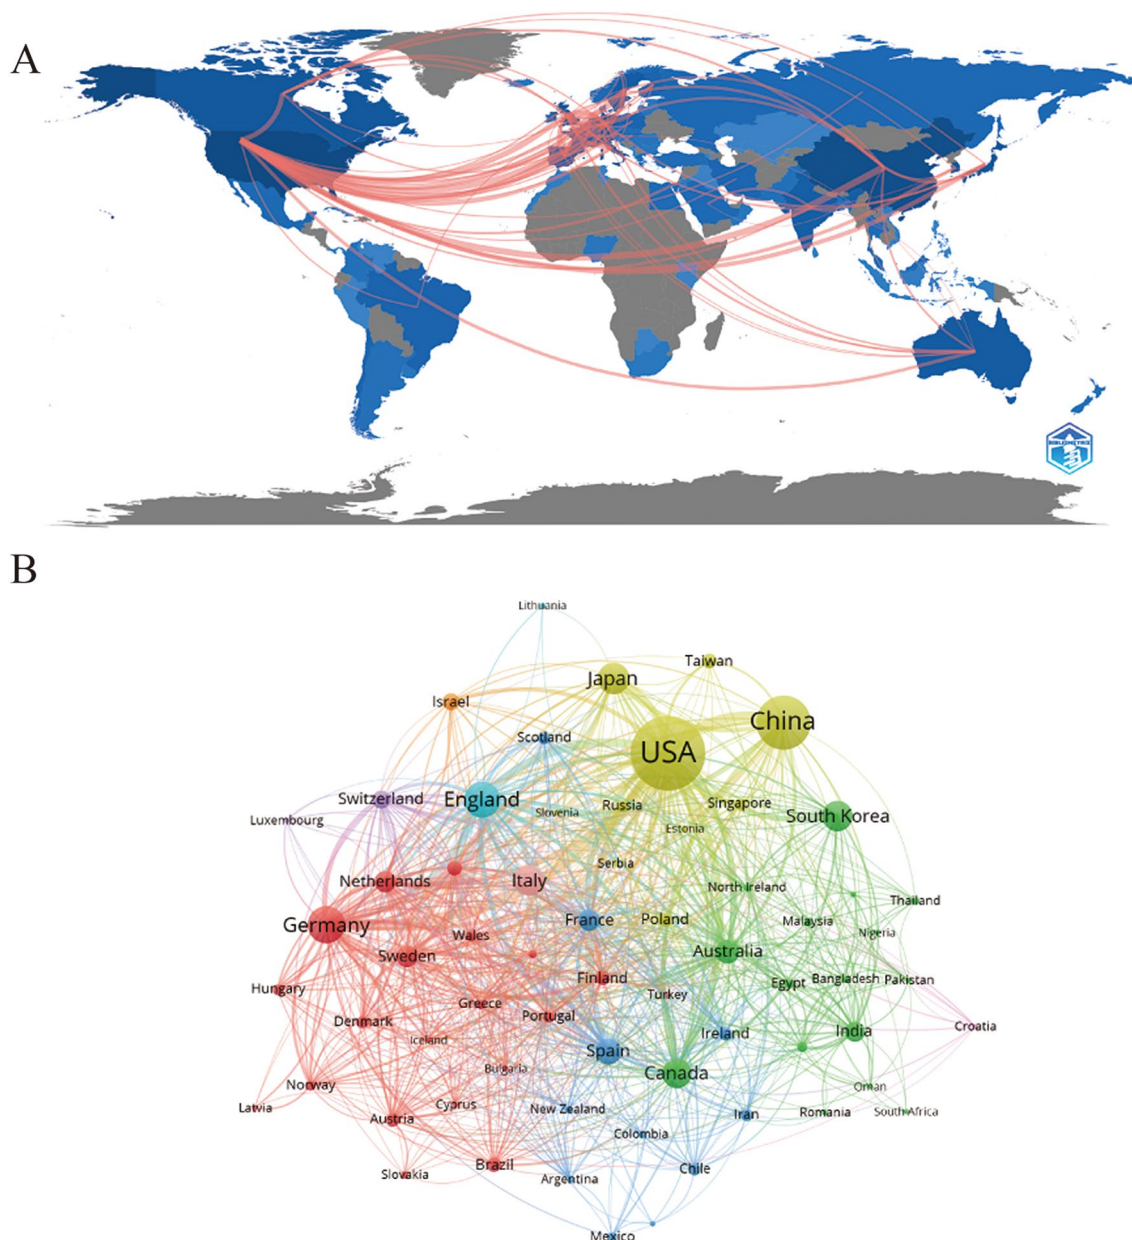 A
BIBLIOMETRIX
B
Lithuania
Taiwan
Japan
Israel
China
USA
Scotland
Switzerland
England
Russia
Singapore
Slovenia
South Korea
Luxembourg
Estonia
Serbia
Netherlands
Italy
North Ireland
Thailand
Germany
France
Poland
Malaysia
Nigeria
Wales
Australia
Sweden
Finland
Egypt
Bangladesh
Pakistan
Hungary
Turkey
Greece
Portugal
Denmark
Croatia
Ireland
India
Iceland
Spain
Bulgaria
Canada
Norway
Oman
Latvia
Cyprus
New Zealand
Iran
Romania
South Africa
Austria
Colombia
Slovakia
Brazil
Argentina
Chile
Mexico